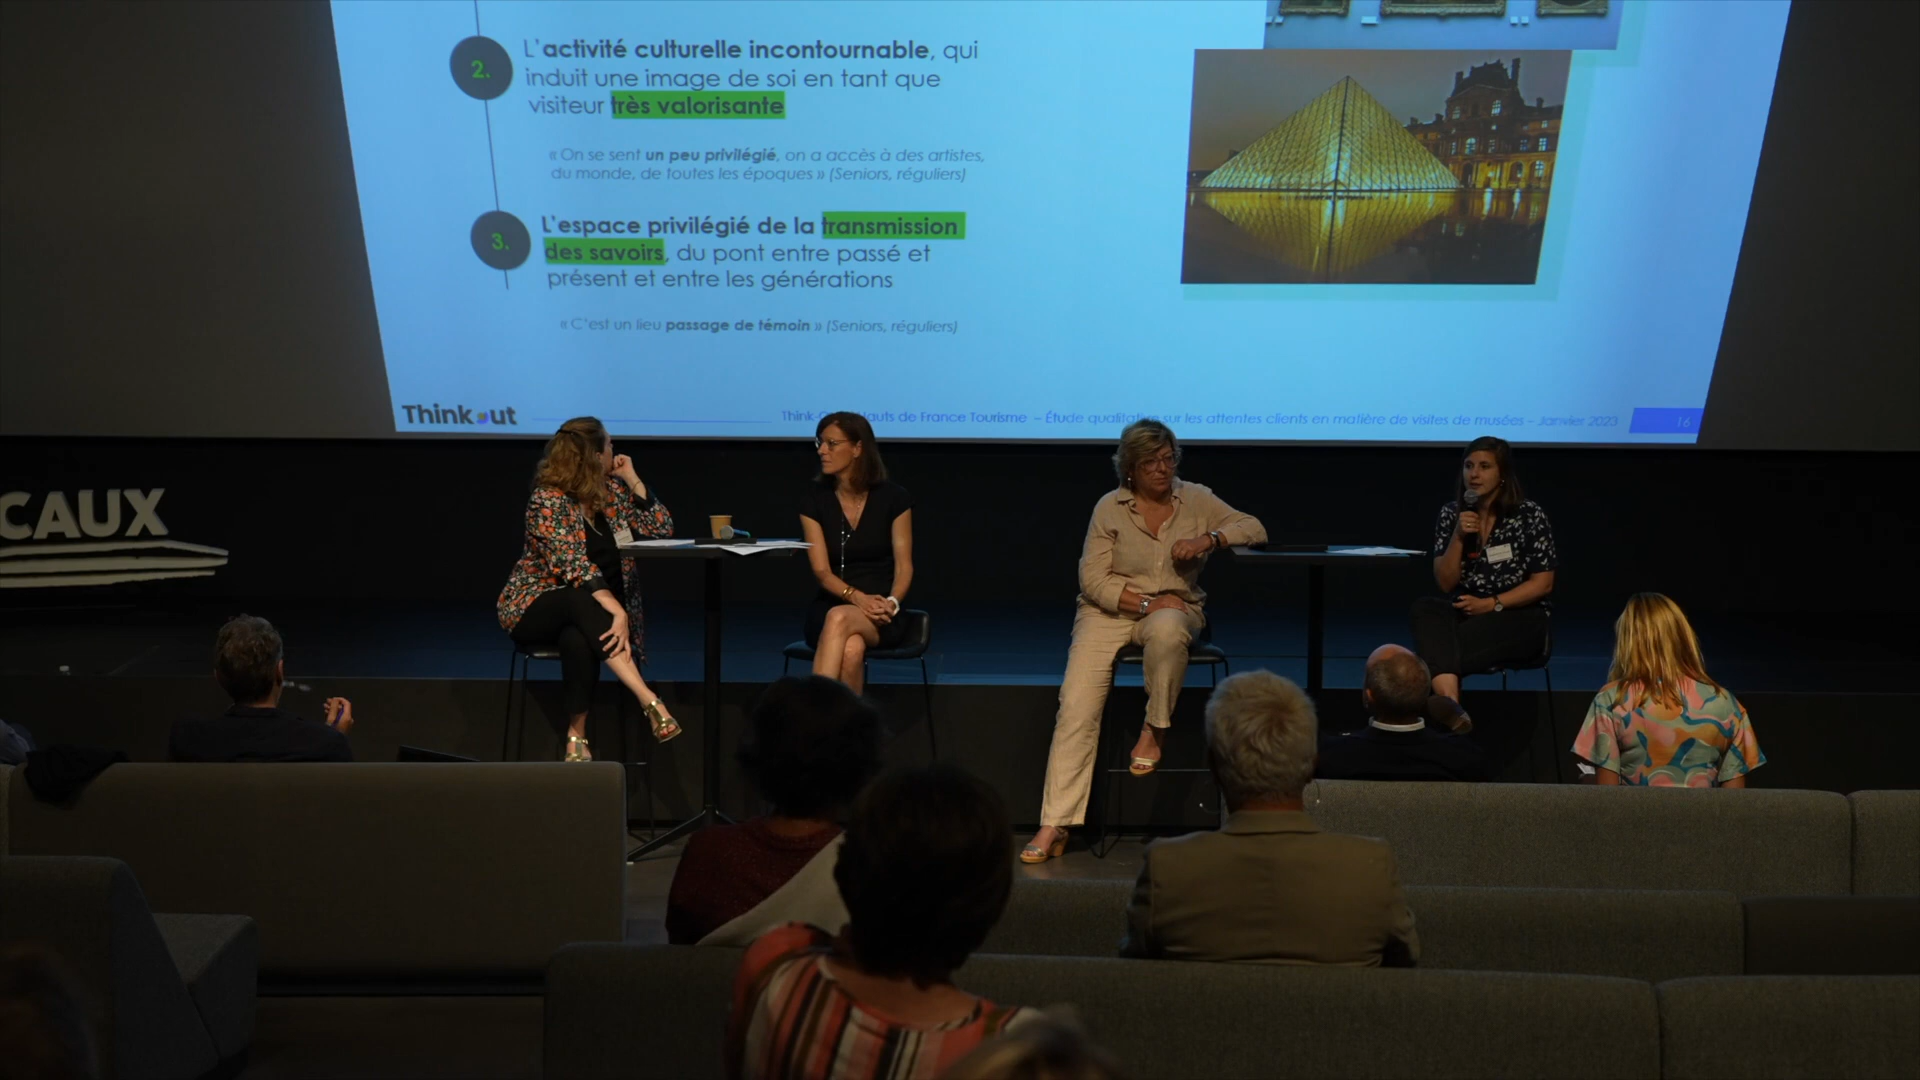 2.
L'activité culturelle incontournable, qui
induit une image de soi en tant que
visiteur très valorisante
« On se sent un peu privilégié, on a accès à des artistes,
du monde, de toutes les époques » (Seniors, réguliers)
3.
L'espace privilégié de la transmission
des savoirs, du pont entre passé et
présent et entre les générations
« C'est un lieu passage de témoin » (Seniors, réguliers)
Think out
Think- Hauts de France Tourisme – Étude qualitative sur les attentes clients en matière de visites de musées – Janvier 2023
16
CAUX